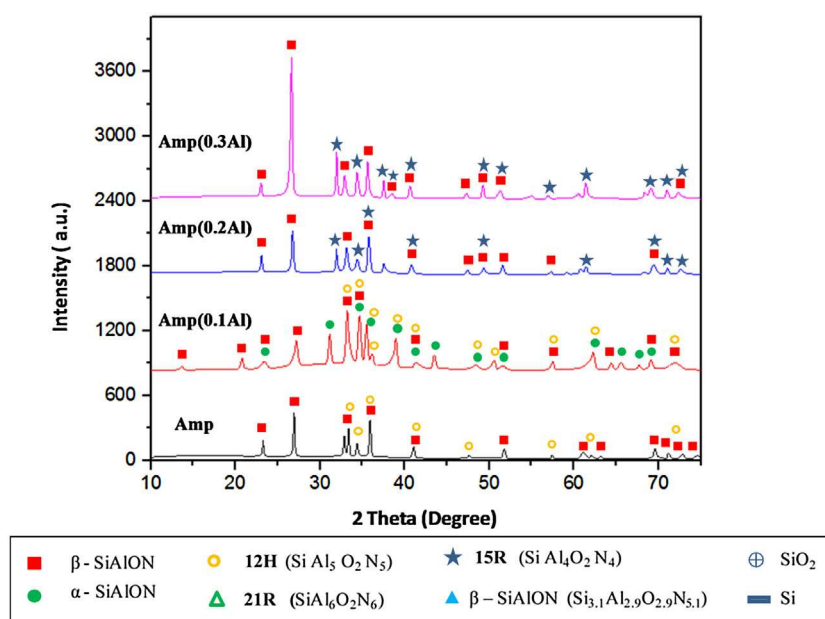 3600
3000
Amp(0.3Al)
2400
Amp(0.2Al)
1800
Amp(0.1Al)
1200
600
Amp
0
Intensity ( a.u.)
10 20 30 40 50 60 70
2 Theta (Degree)
β - SiAlON 12H (Si Al₅ O₂ N₅) 15R (Si Al₄O₂ N₄) SiO₂
α - SiAlON 21R (SiAl₆O₂N₆) β – SiAlON (Si₃.₁Al₂.₉O₂.₉N₅.₁) Si